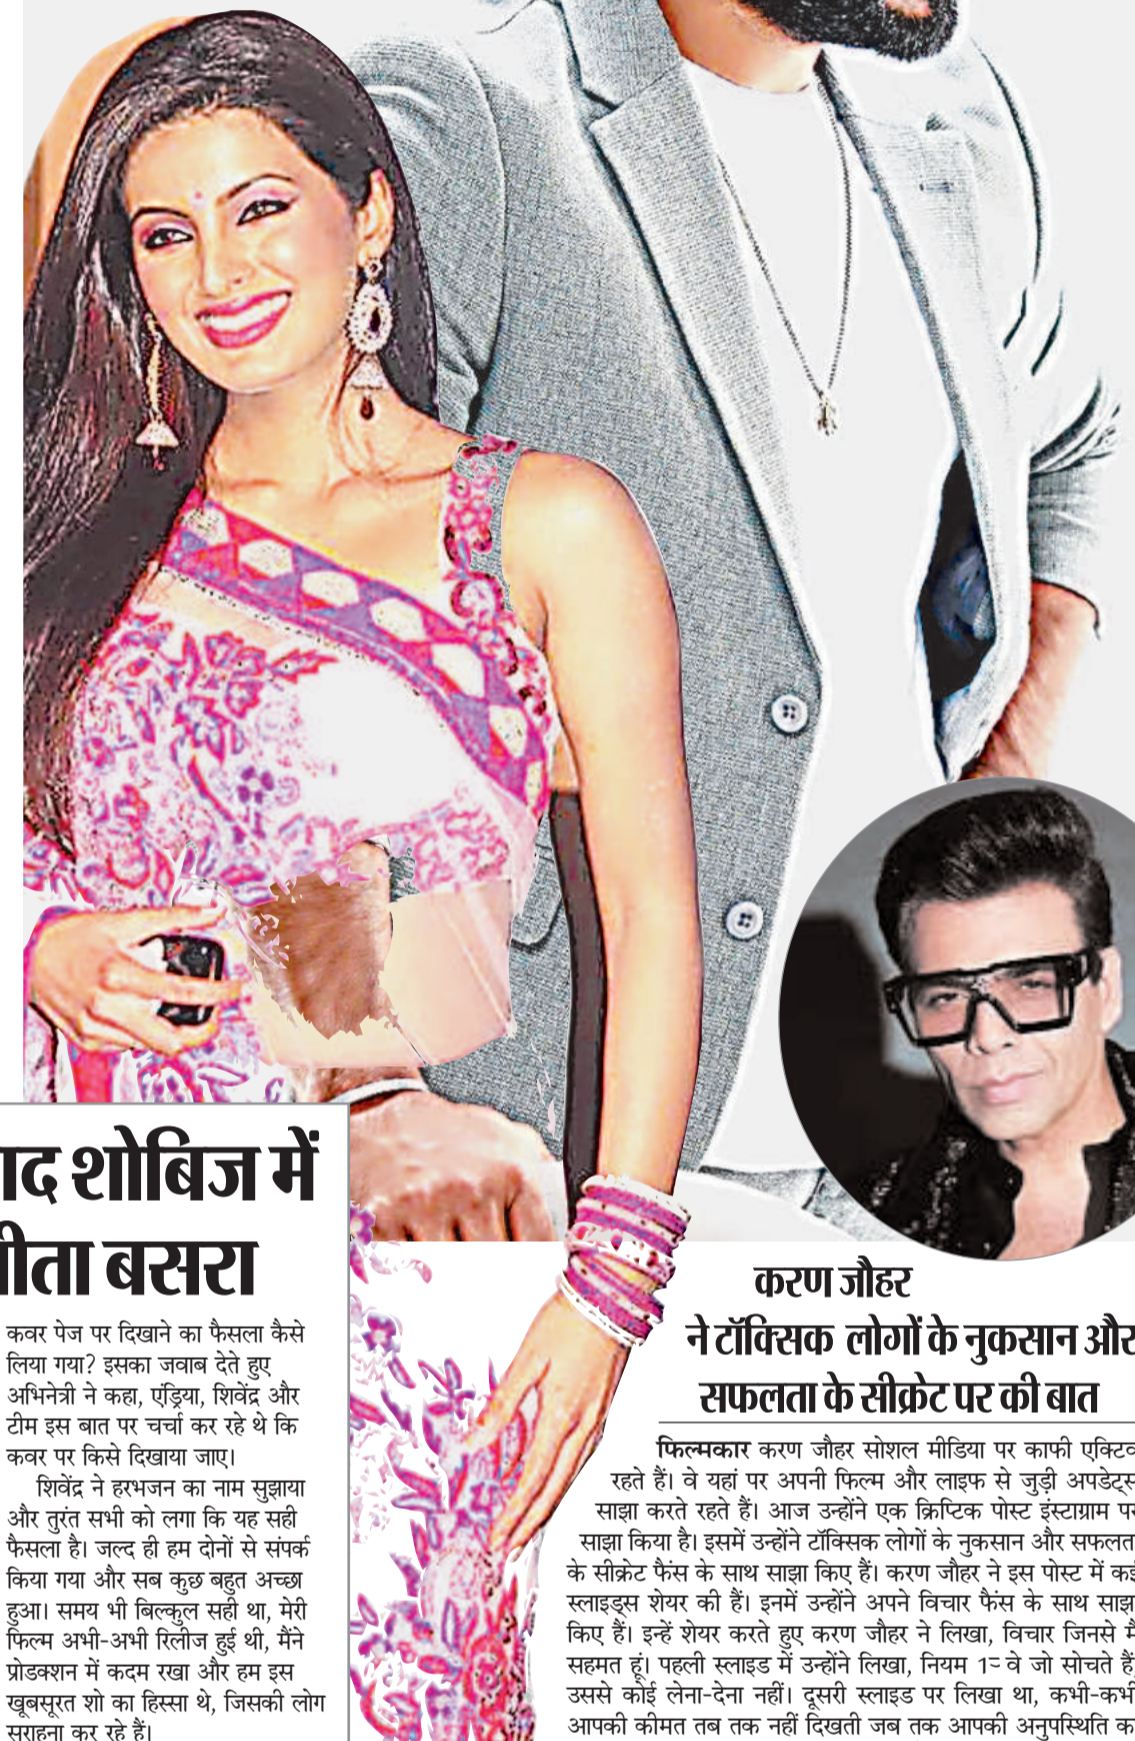 शोबिज में
बसरा
कवर पेज पर दिखाने का फैसला कैसे
लिया गया? इसका जवाब देते हुए
अभिनेत्री ने कहा, एंड्रिया, शिवेंद्र और
टीम इस बात पर चर्चा कर रहे थे कि
कवर पर किसे दिखाया जाए।
शिवेंद्र ने हरभजन का नाम सुझाया
और तुरंत सभी को लगा कि यह सही
फैसला है। जल्द ही हम दोनों से संपर्क
किया गया और सब कुछ बहुत अच्छा
हुआ। समय भी बिल्कुल सही था, मेरी
फिल्म अभी-अभी रिलीज हुई थी, मैंने
प्रोडक्शन में कदम रखा और हम इस
खूबसूरत शो का हिस्सा थे, जिसकी लोग
सराहना कर रहे हैं।
करण जौहर
ने टॉक्सिक लोगों के नुकसान और
सफलता के सीक्रेट पर की बात
फिल्मकार करण जौहर सोशल मीडिया पर काफी
रहते हैं। वे यहां पर अपनी फिल्म और लाइफ से जुड़ी अपडेट्स
साझा करते रहते हैं। आज उन्होंने एक क्रिप्टिक पोस्ट इंस्टाग्राम पर
साझा किया है। इसमें उन्होंने टॉक्सिक लोगों के नुकसान और
के सीक्रेट फैंस के साथ साझा किए हैं। करण जौहर ने इस पोस्ट में कई
स्लाइड्स शेयर की हैं। इनमें उन्होंने अपने विचार फैंस के साथ
किए हैं। इन्हें शेयर करते हुए करण जौहर ने लिखा, विचार जिनसे मैं
सहमत हूं। पहली स्लाइड में उन्होंने लिखा, नियम 1- वे जो सोचते हैं
उससे कोई लेना-देना नहीं। दूसरी स्लाइड पर लिखा था, कभी-कभी
आपकी कीमत तब तक नहीं दिखती जब तक आपकी अनुपस्थिति